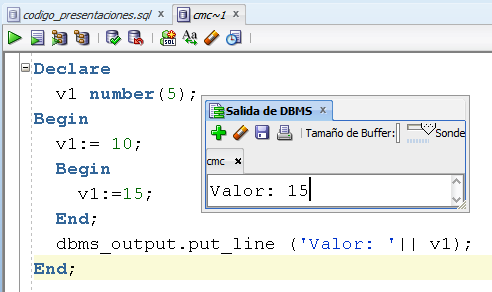 codigo_presentaciones.sql × cmc~1 ×
Declare
v1 number(5);
Begin
v1:= 10;
Begin
v1:=15;
End;
dbms_output.put_line ('Valor: '|| v1);
End;
Salida de DBMS ×
Tamaño de Buffer: Sonde
cmc ×
Valor: 15